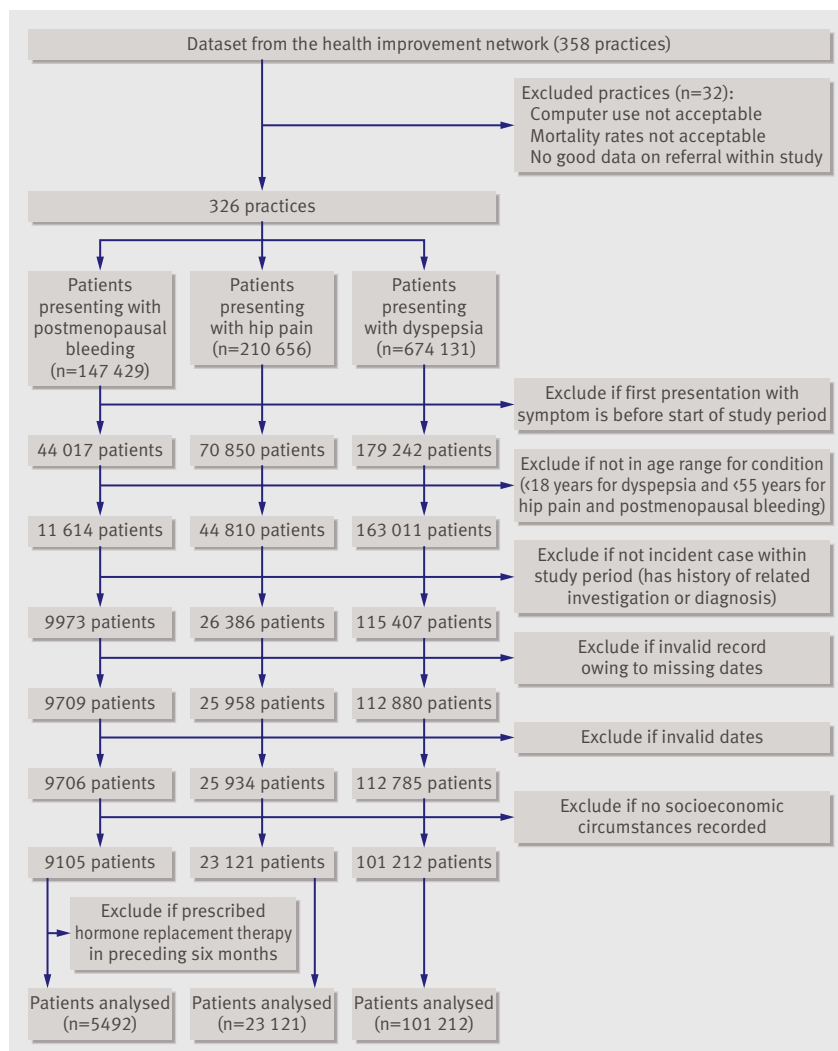 Dataset from the health improvement network (358 practices)
Excluded practices (n=32):
Computer use not acceptable
Mortality rates not acceptable
No good data on referral within study
326 practices
Patients
presenting with
postmenopausal
bleeding
(n=147 429)
Patients
presenting
with hip pain
(n=210 656)
Patients
presenting
with dyspepsia
(n=674 131)
Exclude if first presentation with
symptom is before start of study period
44 017 patients
70 850 patients
179 242 patients
Exclude if not in age range for condition
(<18 years for dyspepsia and <55 years for
hip pain and postmenopausal bleeding)
11 614 patients
44 810 patients
163 011 patients
Exclude if not incident case within
study period (has history of related
investigation or diagnosis)
9973 patients
26 386 patients
115 407 patients
Exclude if invalid record
owing to missing dates
9709 patients
25 958 patients
112 880 patients
Exclude if invalid dates
9706 patients
25 934 patients
112 785 patients
Exclude if no socioeconomic
circumstances recorded
9105 patients
23 121 patients
101 212 patients
Exclude if prescribed
hormone replacement therapy
in preceding six months
Patients analysed
(n=5492)
Patients analysed
(n=23 121)
Patients analysed
(n=101 212)